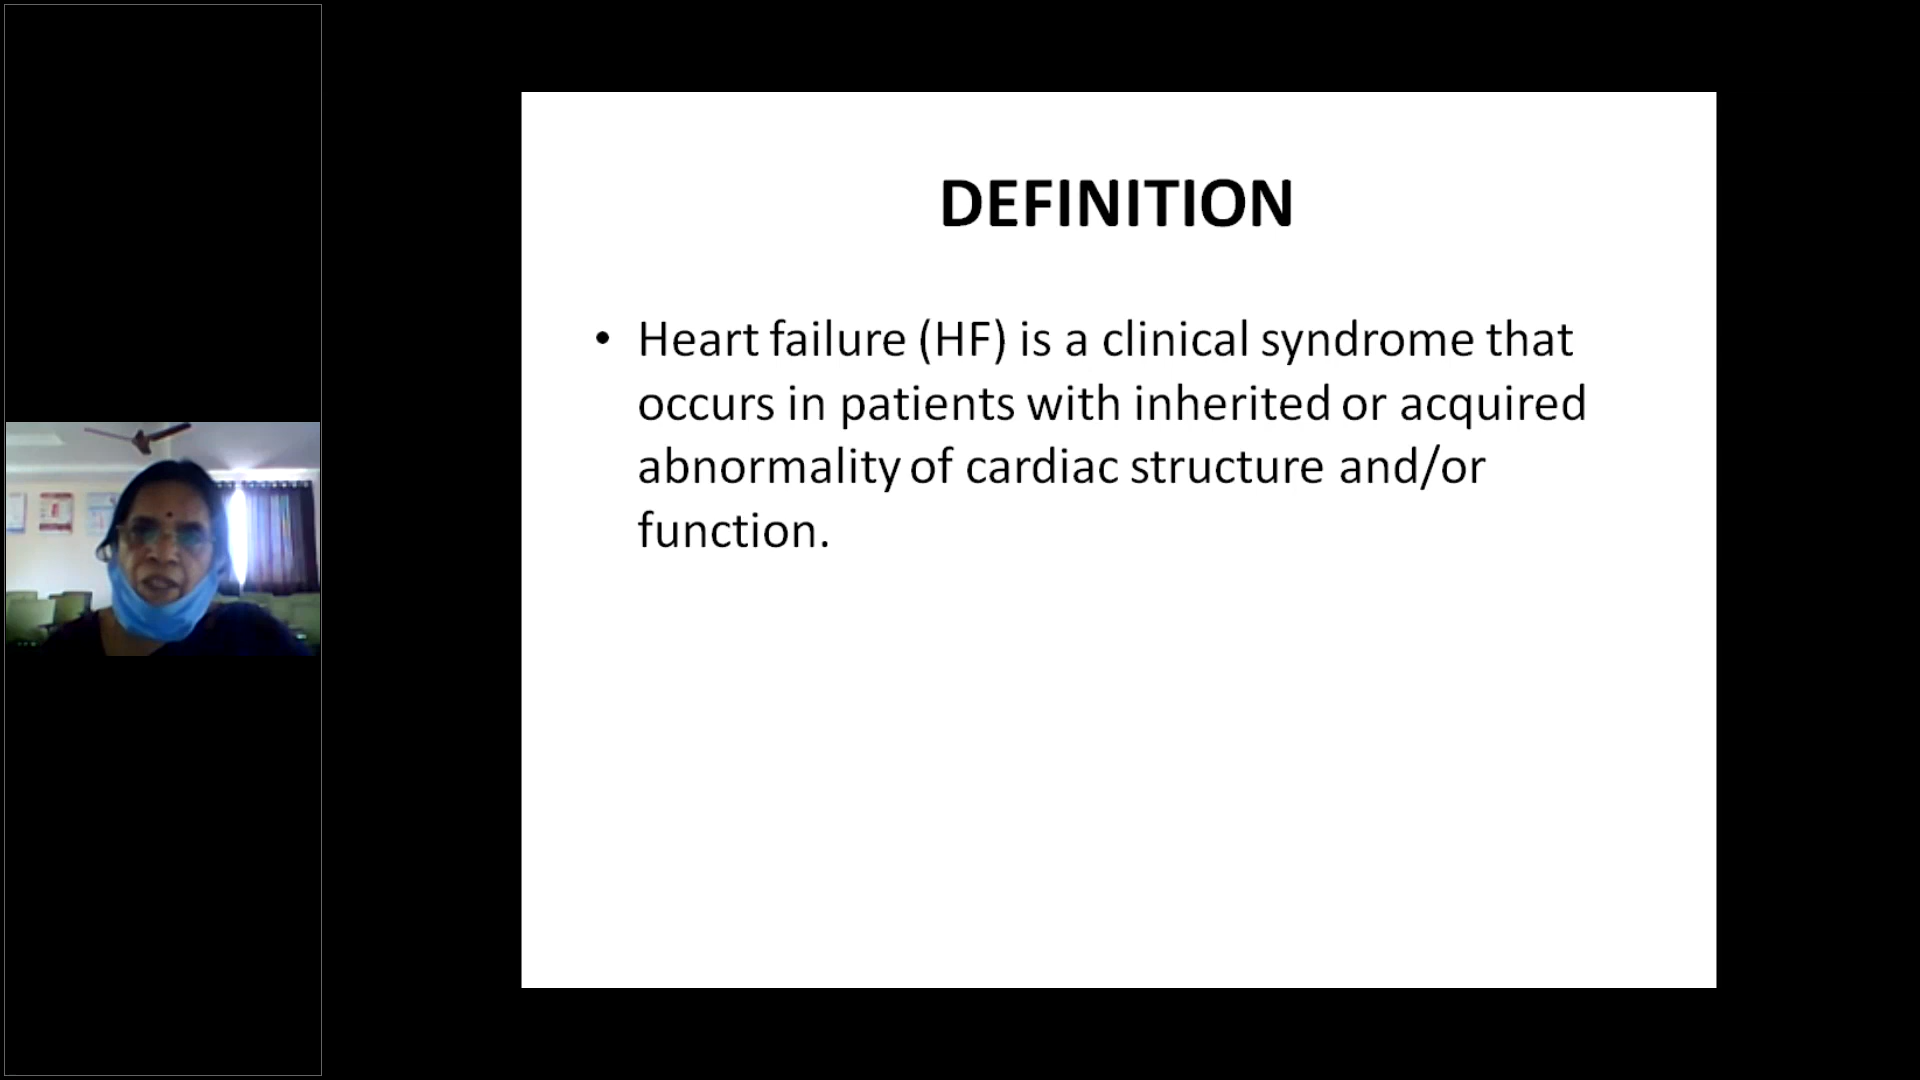 DEFINITION
• Heart failure (HF) is a clinical syndrome that
occurs in patients with inherited or acquired
abnormality of cardiac structure and/or
function.